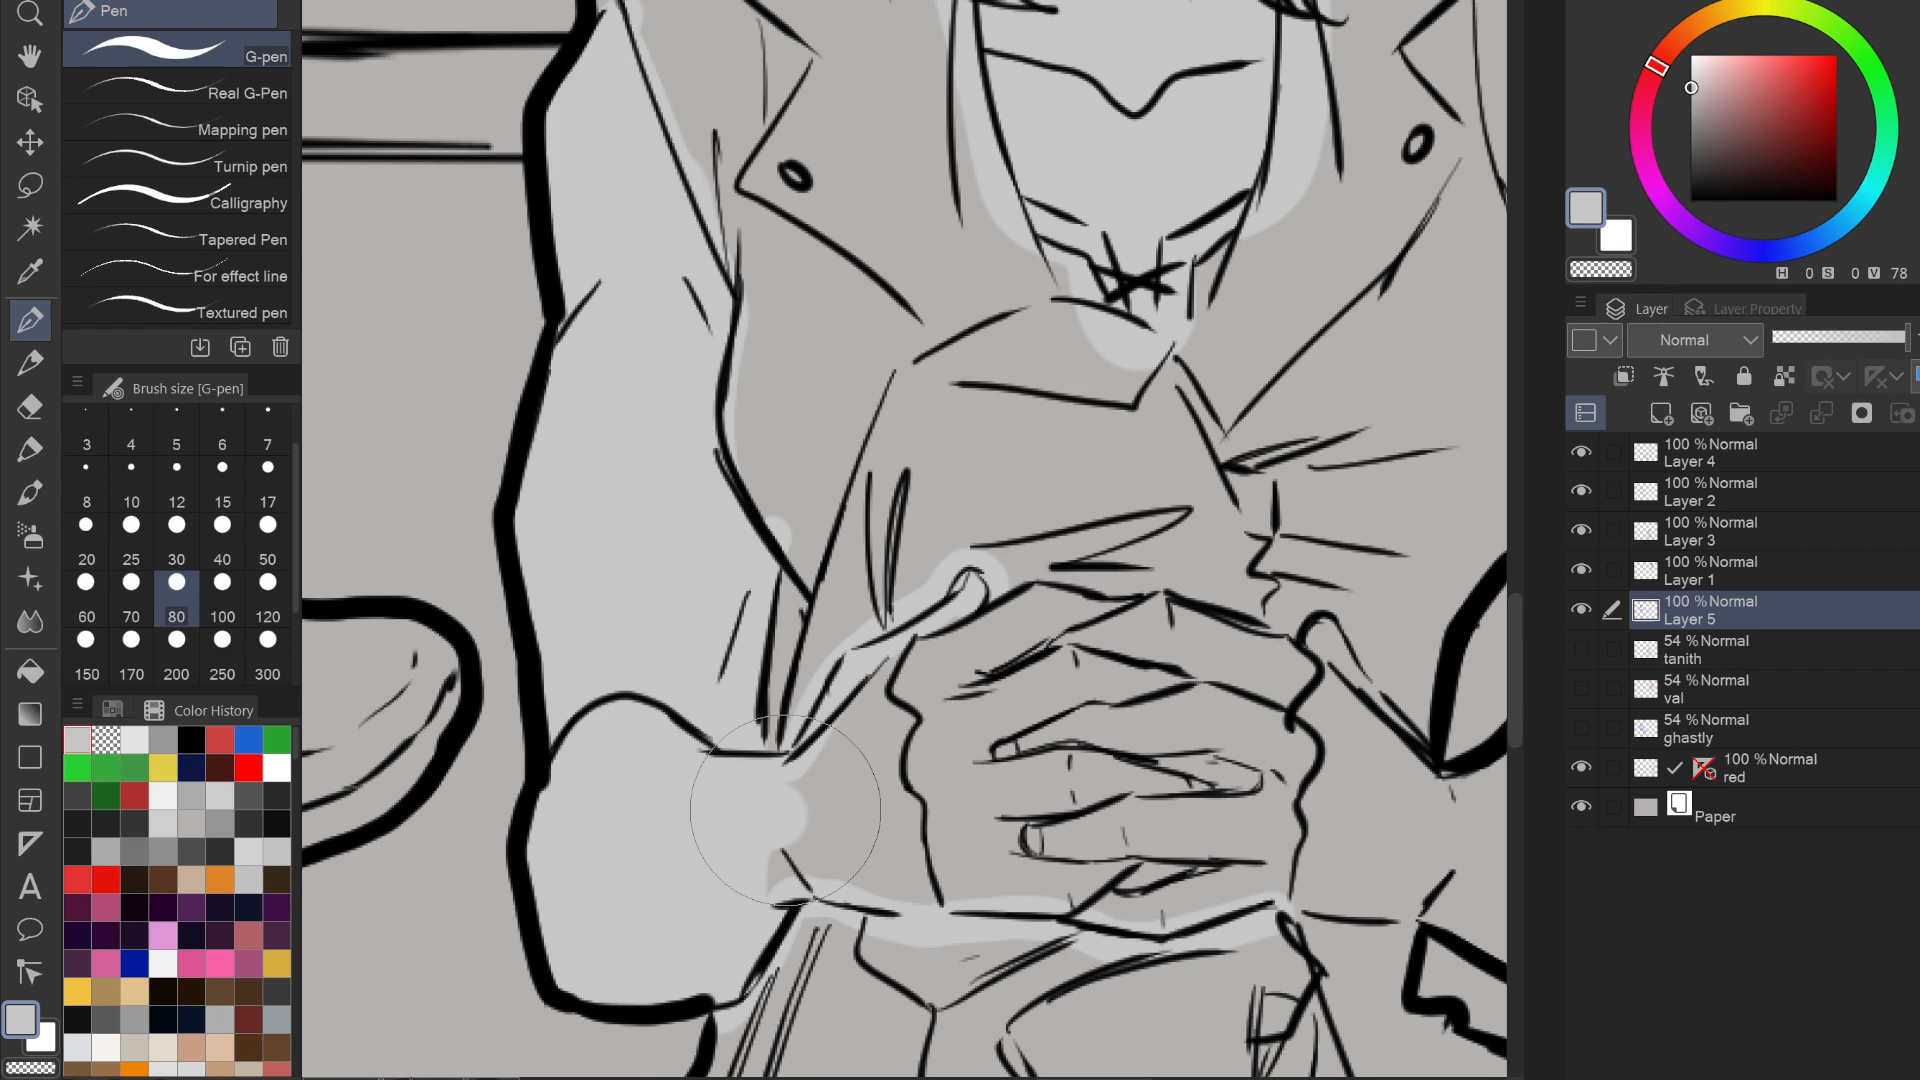 Pen
G-pen
Real G-Pen
Mapping pen
Turnip pen
Calligraphy
Tapered Pen
For effect line
Textured pen
Brush size [G-pen]
3 4 5 6 7
8 10 12 15 17
20 25 30 40 50
60 70 80 100 120
150 170 200 250 300
Color History
H 0 S 0 V 78
Layer Layer Property
Normal
100 %Normal
Layer 4
100 %Normal
Layer 2
100 %Normal
Layer 3
100 %Normal
Layer 1
100 %Normal
Layer 5
54 %Normal
tanith
54 %Normal
val
54 %Normal
ghastly
100 %Normal
red
Paper